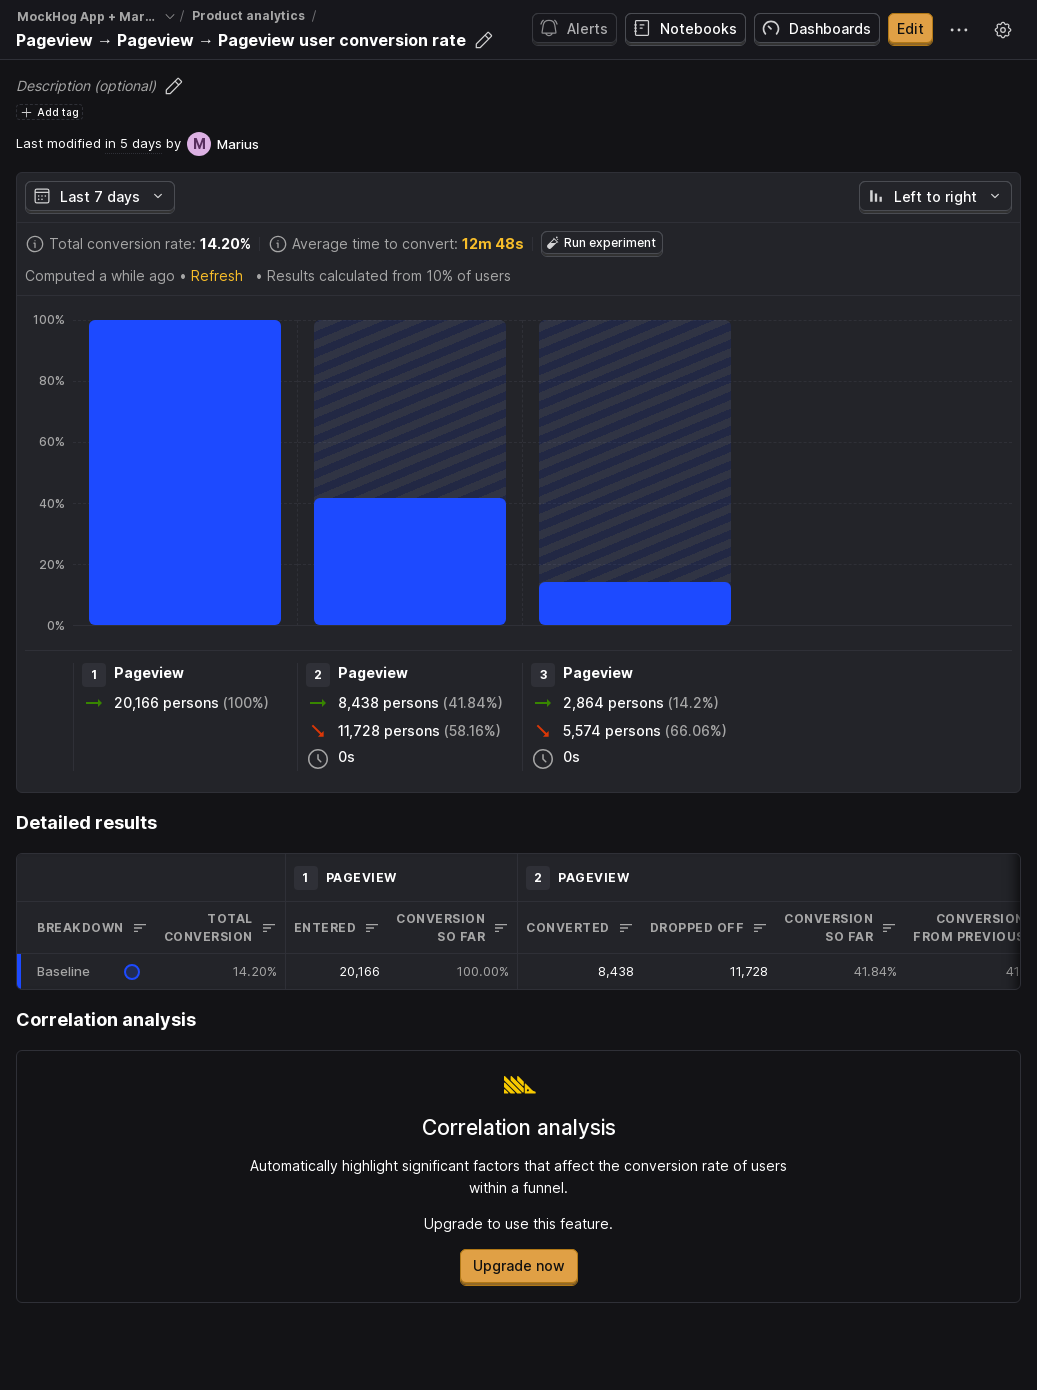 MockHog App + Mar... / Product analytics /
Pageview → Pageview → Pageview user conversion rate
Alerts
Notebooks
Dashboards
Edit
Description (optional)
Add tag
Last modified in 5 days by M Marius
Last 7 days
Left to right
Total conversion rate: 14.20%
Average time to convert: 12m 48s
Run experiment
Computed a while ago • Refresh • Results calculated from 10% of users
100%
80%
60%
40%
20%
0%
1 Pageview
20,166 persons (100%)
2 Pageview
8,438 persons (41.84%)
11,728 persons (58.16%)
0s
3 Pageview
2,864 persons (14.2%)
5,574 persons (66.06%)
0s
Detailed results
1 PAGEVIEW
2 PAGEVIEW
BREAKDOWN
TOTAL
CONVERSION
ENTERED
CONVERSION
SO FAR
CONVERTED
DROPPED OFF
CONVERSION
SO FAR
CONVERSION
FROM PREVIOUS
Baseline 14.20% 20,166 100.00% 8,438 11,728 41.84% 41
Correlation analysis
Correlation analysis
Automatically highlight significant factors that affect the conversion rate of users
within a funnel.
Upgrade to use this feature.
Upgrade now